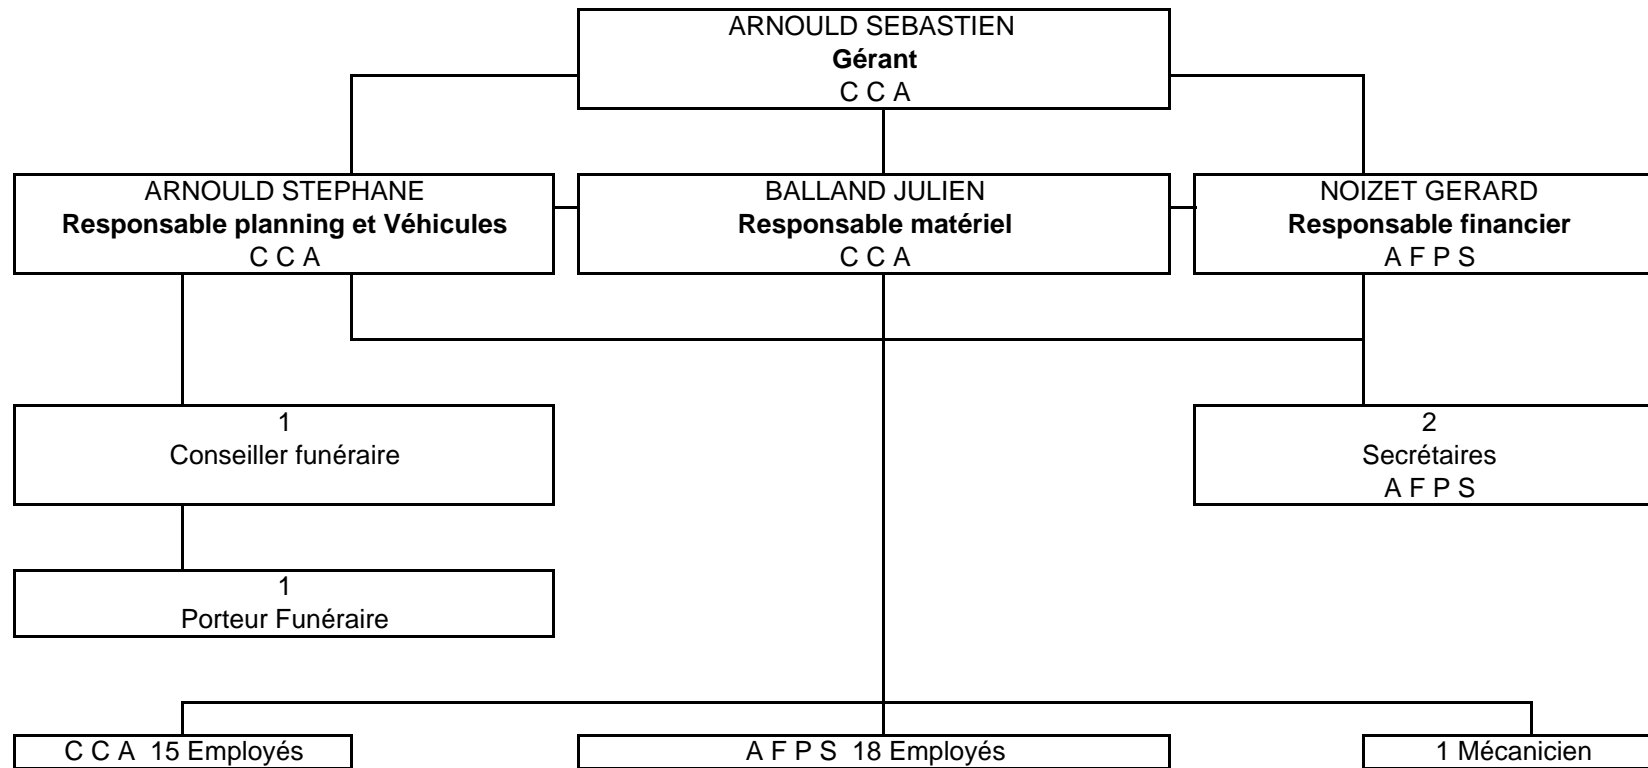 ARNOULD SEBASTIEN
Gérant
C C A
ARNOULD STEPHANE
Responsable planning et Véhicules
C C A
BALLAND JULIEN
Responsable matériel
C C A
NOIZET GERARD
Responsable financier
A F P S
1
Conseiller funéraire
2
Secrétaires
A F P S
1
Porteur Funéraire
C C A 15 Employés
A F P S 18 Employés
1 Mécanicien